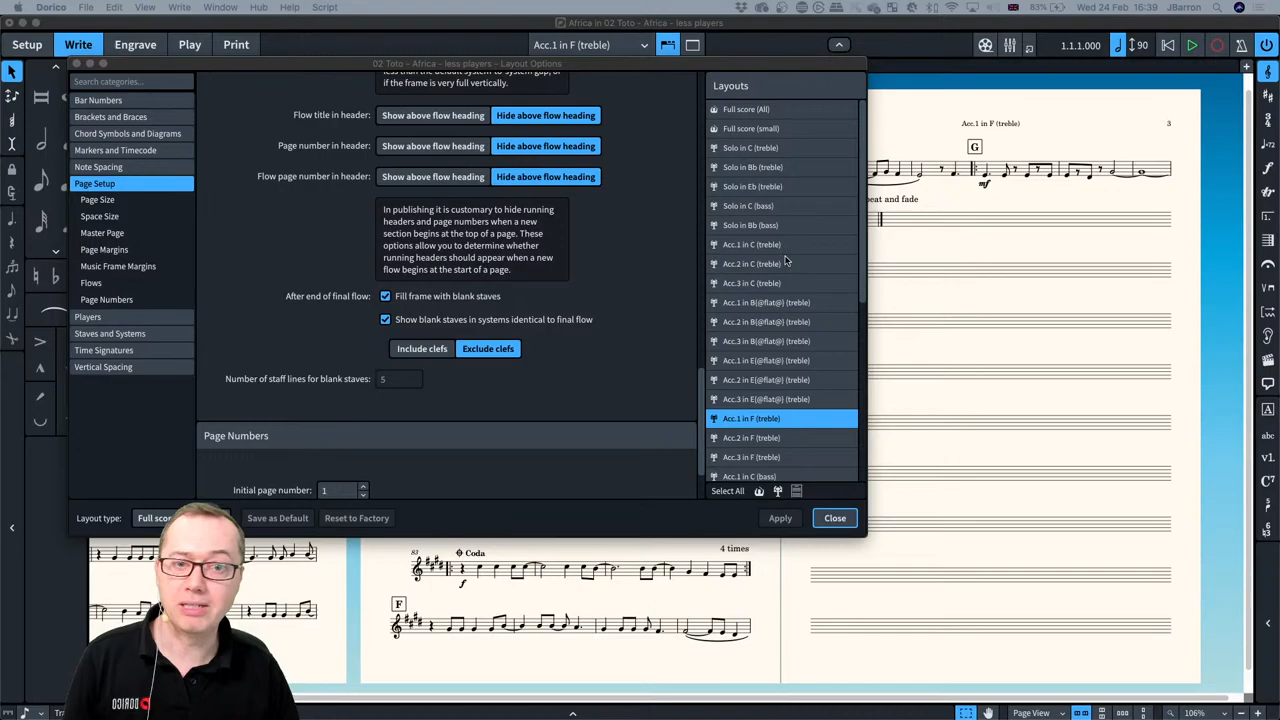 Dorico File Edit View Write Window Hub Help Script
83% Wed 24 Feb 16:39 JBarron
Africa in 02 Toto - Africa - less players
Setup Write Engrave Play Print Acc.1 in F (treble) 1.1.1.000 90
02 Toto - Africa - less players – Layout Options
Search categories...
Bar Numbers
Brackets and Braces
Chord Symbols and Diagrams
Markers and Timecode
Note Spacing
Page Setup
Page Size
Space Size
Master Page
Page Margins
Music Frame Margins
Flows
Page Numbers
Players
Staves and Systems
Time Signatures
Vertical Spacing
less than the default system-to-system gap, or
if the frame is very full vertically.
Flow title in header: Show above flow heading Hide above flow heading
Page number in header: Show above flow heading Hide above flow heading
Flow page number in header: Show above flow heading Hide above flow heading
In publishing it is customary to hide running
headers and page numbers when a new
section begins at the top of a page. These
options allow you to determine whether
running headers should appear when a new
flow begins at the start of a page.
After end of final flow: Fill frame with blank staves
Show blank staves in systems identical to final flow
Include clefs Exclude clefs
Number of staff lines for blank staves: 5
Page Numbers
Initial page number: 1
Layout type: Full Save as Default Reset to Factory Apply Close
Layouts
Full score (All)
Full score (small)
Solo in C (treble)
Solo in Bb (treble)
Solo in Eb (treble)
Solo in C (bass)
Solo in Bb (bass)
Acc.1 in C (treble)
Acc.2 in C (treble)
Acc.3 in C (treble)
Acc.1 in B{@flat@} (treble)
Acc.2 in B{@flat@} (treble)
Acc.3 in B{@flat@} (treble)
Acc.1 in E{@flat@} (treble)
Acc.2 in E{@flat@} (treble)
Acc.3 in E{@flat@} (treble)
Acc.1 in F (treble)
Acc.2 in F (treble)
Acc.3 in F (treble)
Acc.1 in C (bass)
Select All
Acc.1 in F (treble) 3
G
mf
and fade
83 Coda 4 times
f
F
DORICO
Page View 106%